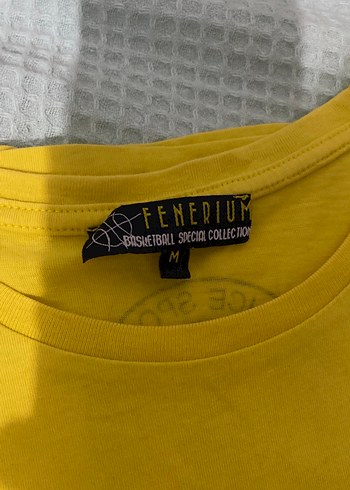 FENERIUM
BASKETBALL SPECIAL COLLECTION
M